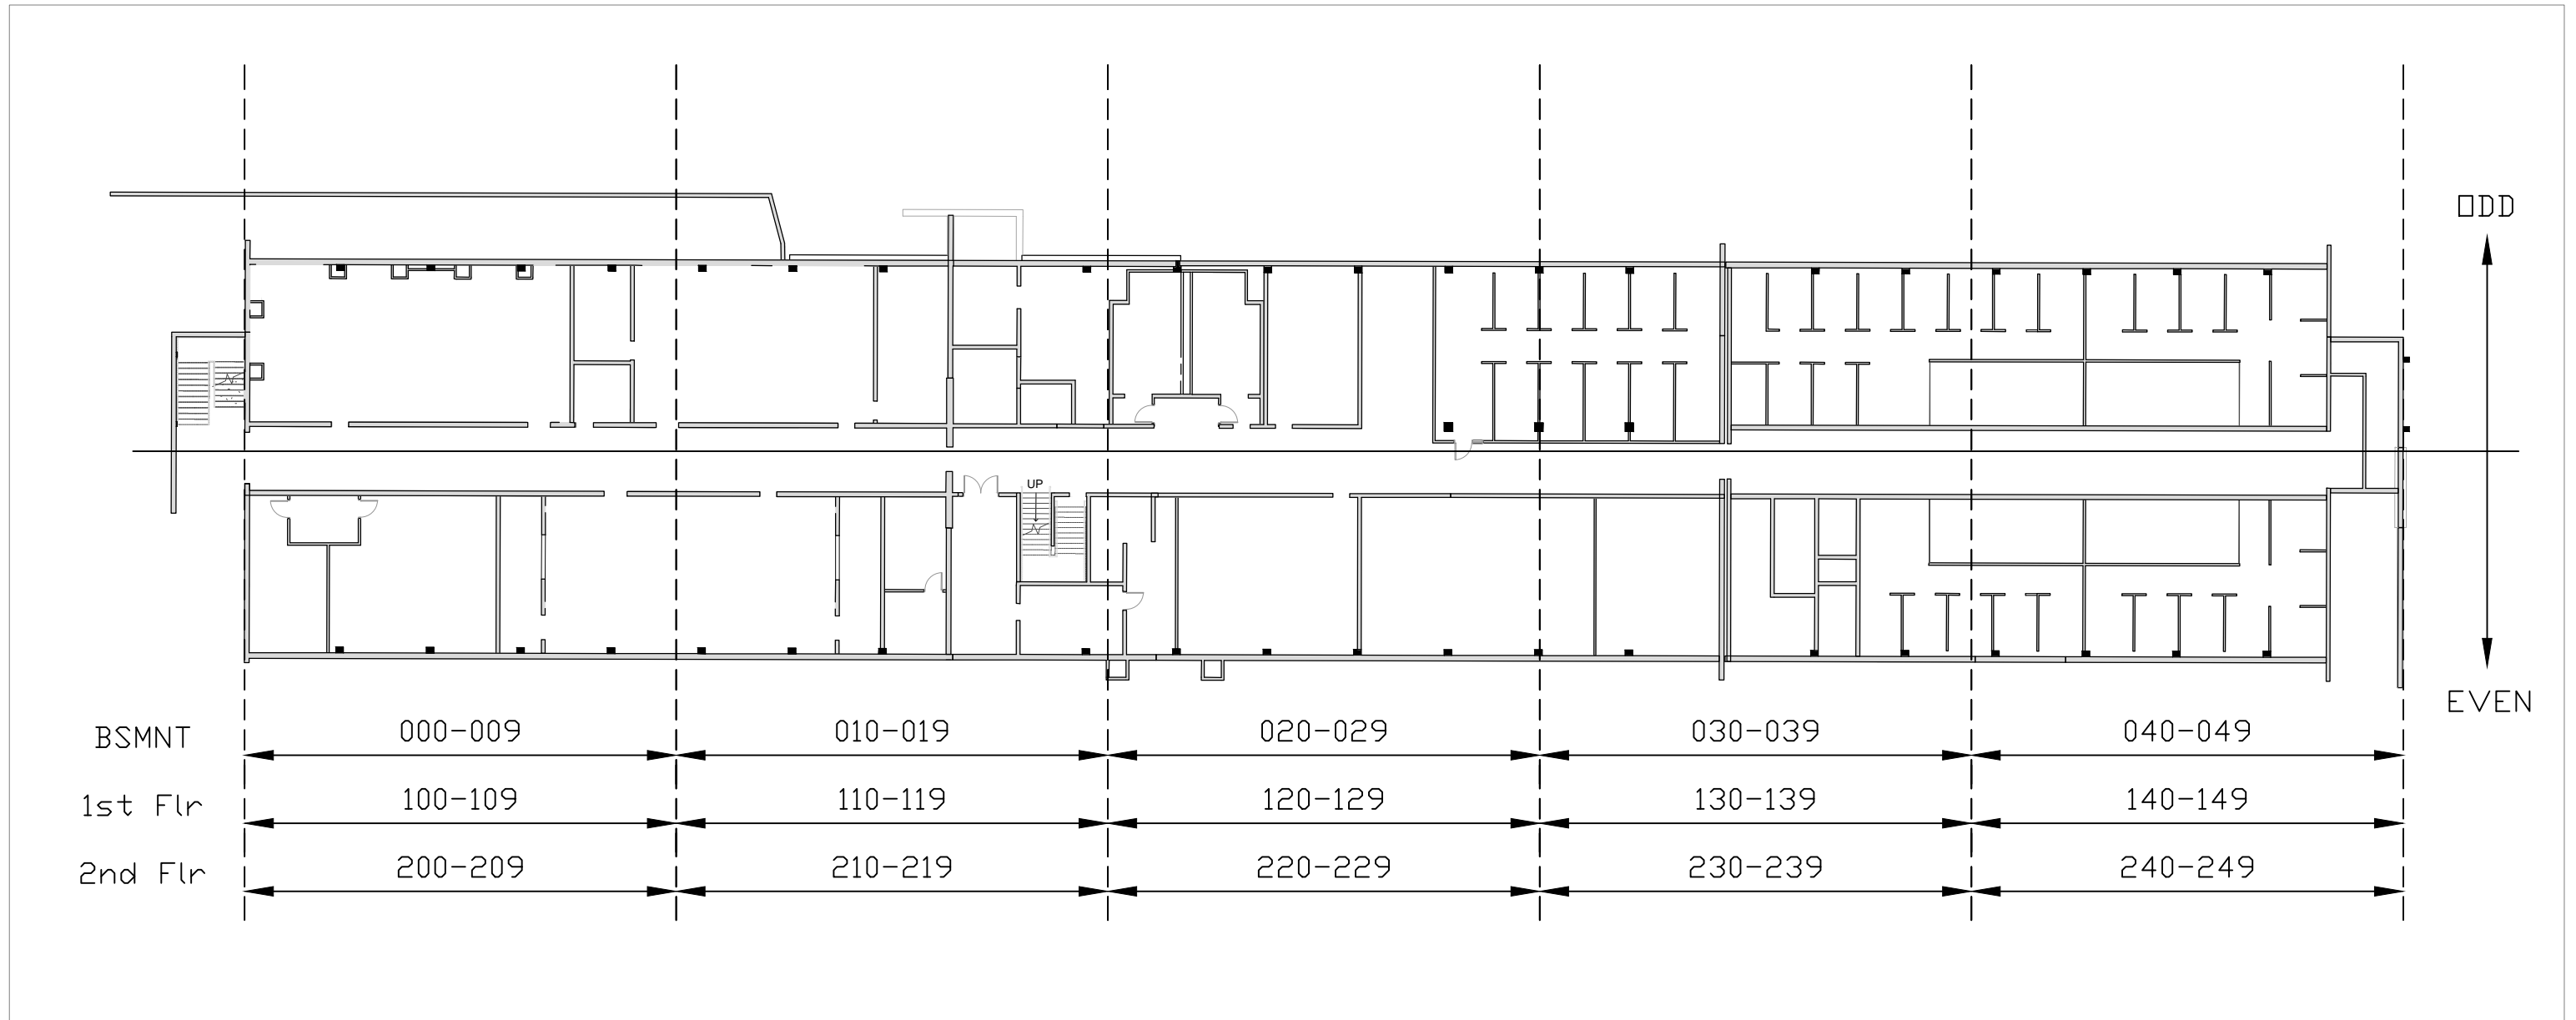 ODD
UP
EVEN
BSMNT 000-009 010-019 020-029 030-039 040-049
1st Flr 100-109 110-119 120-129 130-139 140-149
2nd Flr 200-209 210-219 220-229 230-239 240-249